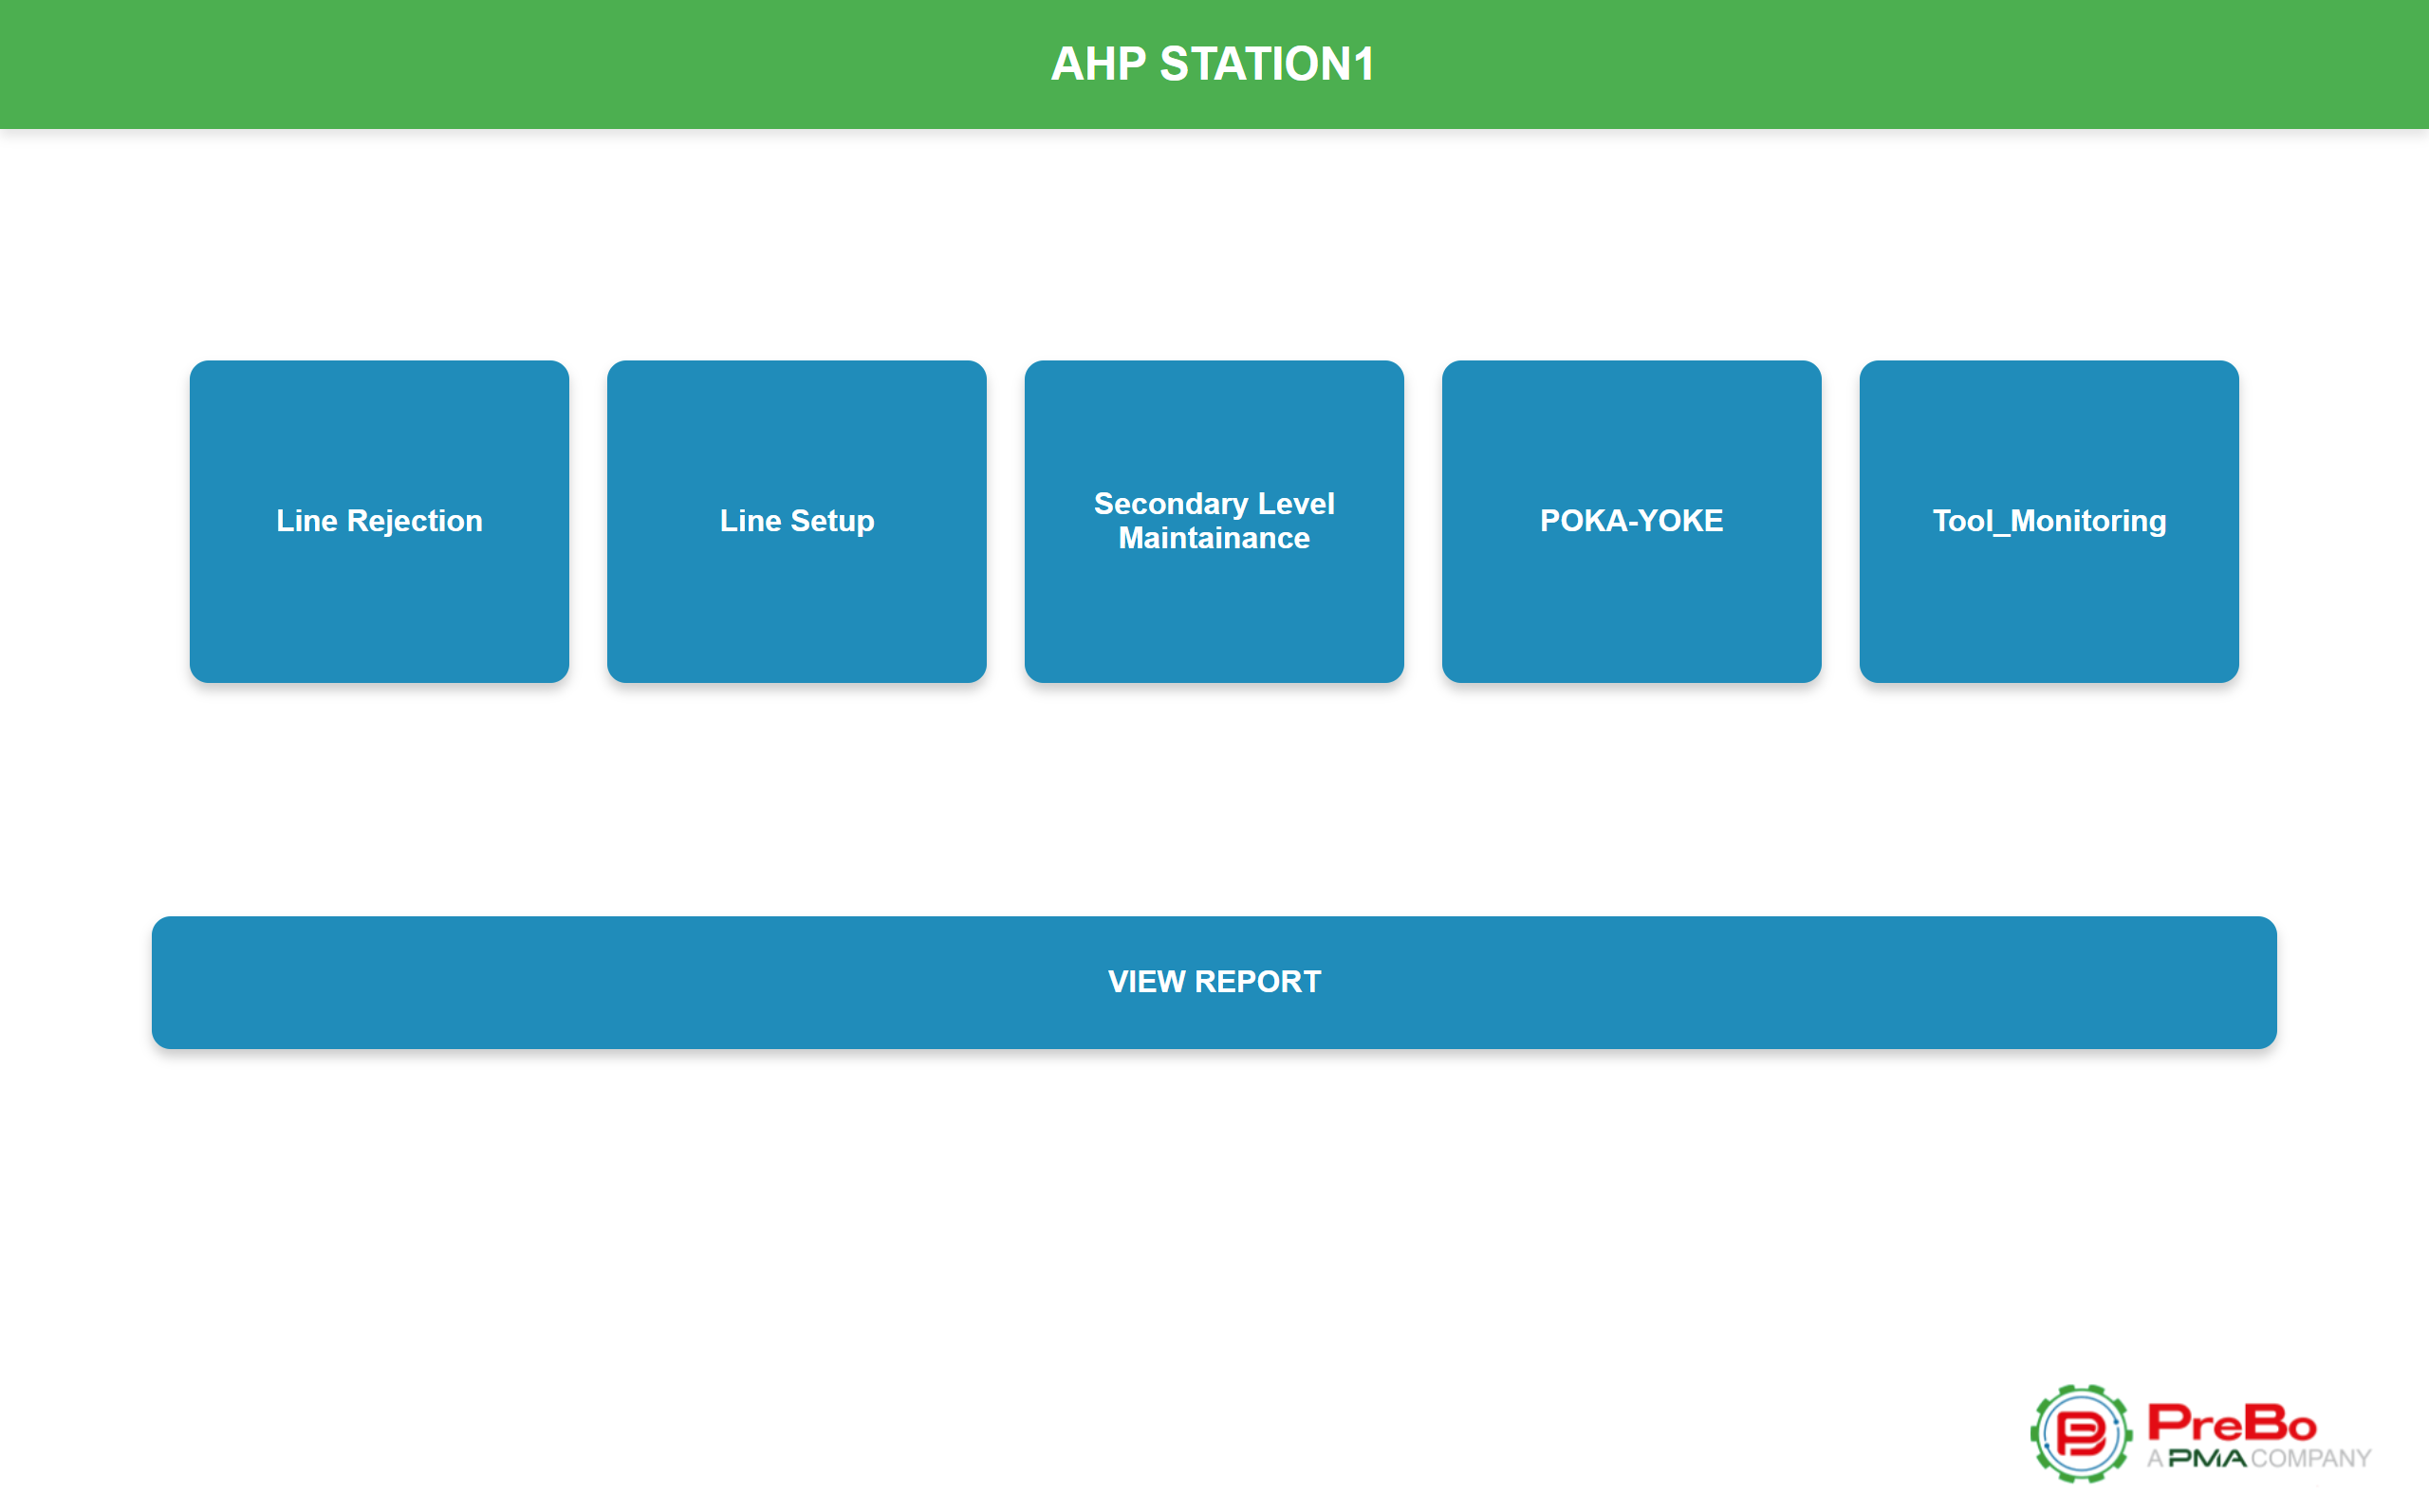 AHP STATION1
Line Rejection
Line Setup
Secondary Level
Maintainance
POKA-YOKE
Tool_Monitoring
VIEW REPORT
PreBo
A PMA COMPANY